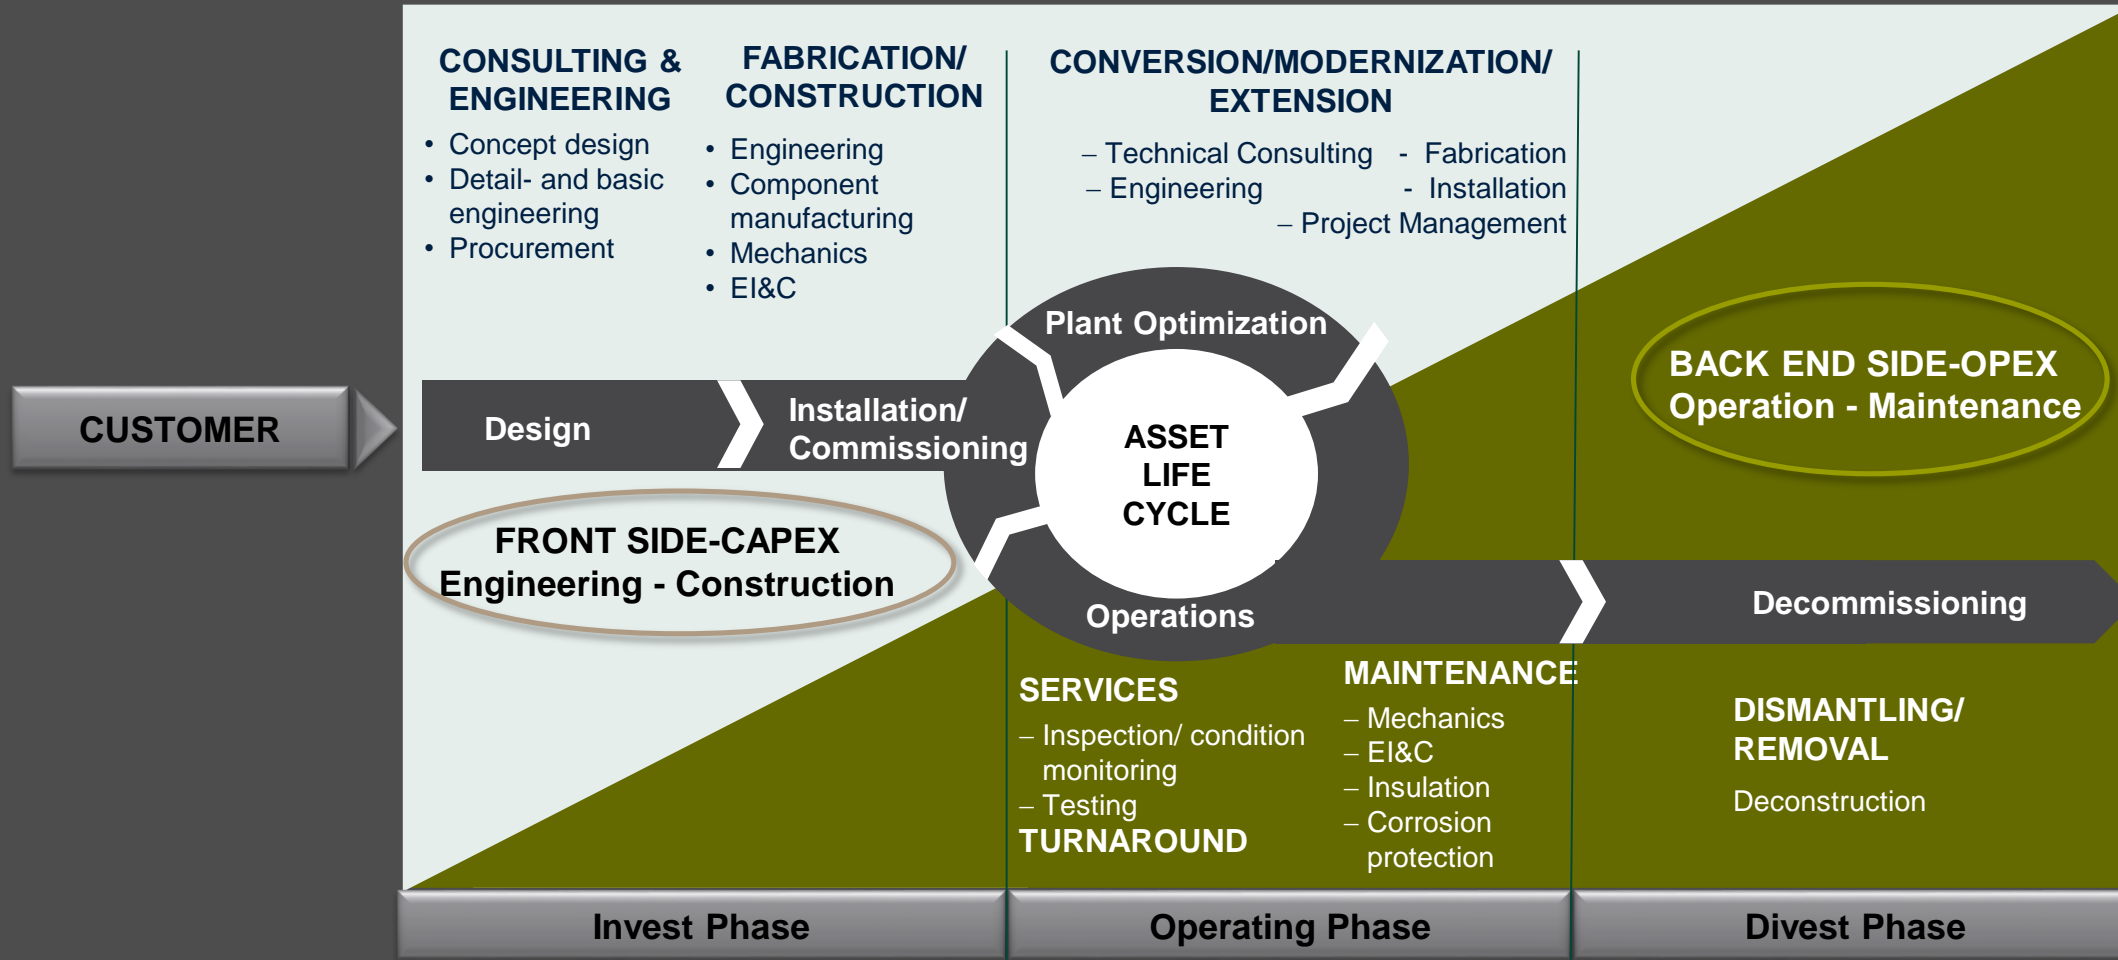 CUSTOMER
CONSULTING &
ENGINEERING
• Concept design
• Detail- and basic
engineering
• Procurement
FABRICATION/
CONSTRUCTION
• Engineering
• Component
manufacturing
• Mechanics
• EI&C
CONVERSION/MODERNIZATION/
EXTENSION
– Technical Consulting - Fabrication
– Engineering - Installation
– Project Management
Design
Installation/
Commissioning
Plant Optimization
ASSET
LIFE
CYCLE
Operations
BACK END SIDE-OPEX
Operation - Maintenance
FRONT SIDE-CAPEX
Engineering - Construction
Decommissioning
SERVICES
– Inspection/ condition
monitoring
– Testing
TURNAROUND
MAINTENANCE
– Mechanics
– EI&C
– Insulation
– Corrosion
protection
DISMANTLING/
REMOVAL
Deconstruction
Invest Phase
Operating Phase
Divest Phase